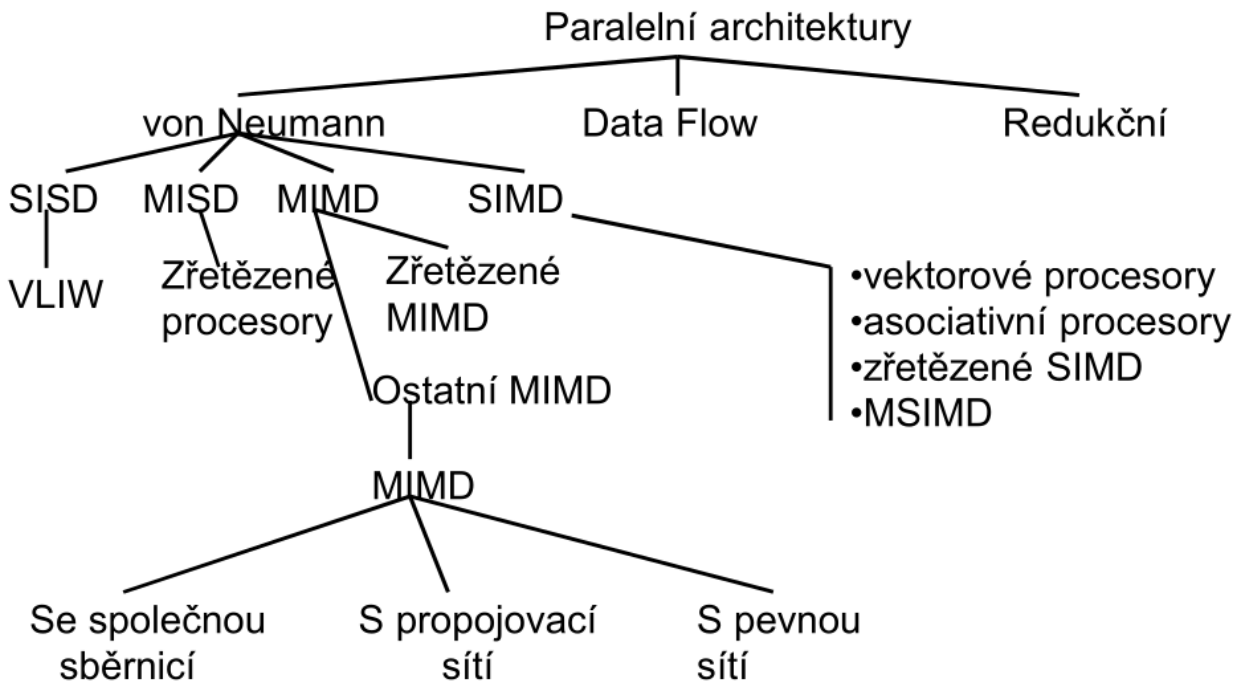 Paralelní architektury
von Neumann
Data Flow
Redukční
SISD
MISD
MIMD
SIMD
VLIW
Zřetězené
procesory
Zřetězené
MIMD
•vektorové procesory
•asociativní procesory
•zřetězené SIMD
•MSIMD
Ostatní MIMD
MIMD
Se společnou
sběrnicí
S propojovací
sítí
S pevnou
sítí